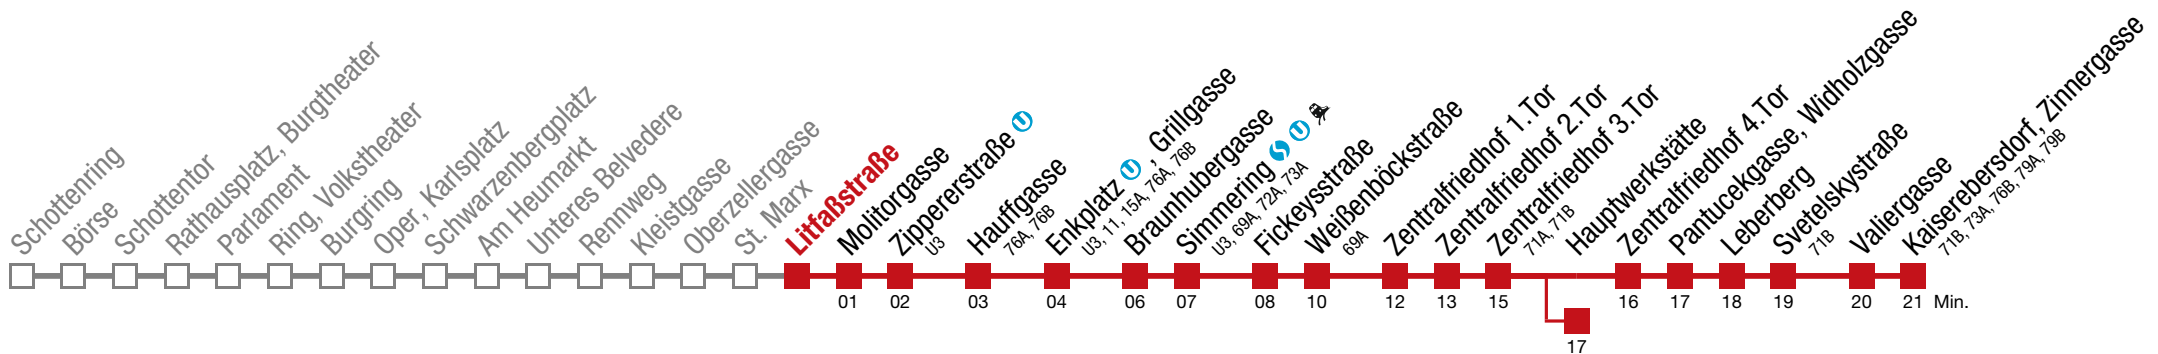 Schottenring
Börse
Schottentor
Rathausplatz, Burgtheater
Parlament
Ring, Volkstheater
Burgring
Oper, Karlsplatz
Schwarzenbergplatz
Am Heumarkt
Unteres Belvedere
Rennweg
Kleistgasse
Oberzellergasse
St. Marx
Litfaßstraße
Molitorgasse
01
Zippererstraße U
U3
02
Hauffgasse
76A, 76B
03
Enkplatz U, Grillgasse
U3, 11, 15A, 76A, 76B
04
Braunhubergasse
06
Simmering S U
U3, 69A, 72A, 73A
07
Fickeysstraße
08
Weißenböckstraße
69A
10
Zentralfriedhof 1.Tor
12
Zentralfriedhof 2.Tor
13
Zentralfriedhof 3.Tor
71A, 71B
15
Hauptwerkstätte
17
Zentralfriedhof 4.Tor
16
Pantucekgasse, Widholzgasse
17
Leberberg
18
Svetelskystraße
71B
19
Valiergasse
20
Kaiserebersdorf, Zinnergasse
71B, 73A, 76B, 79A, 79B
21 Min.